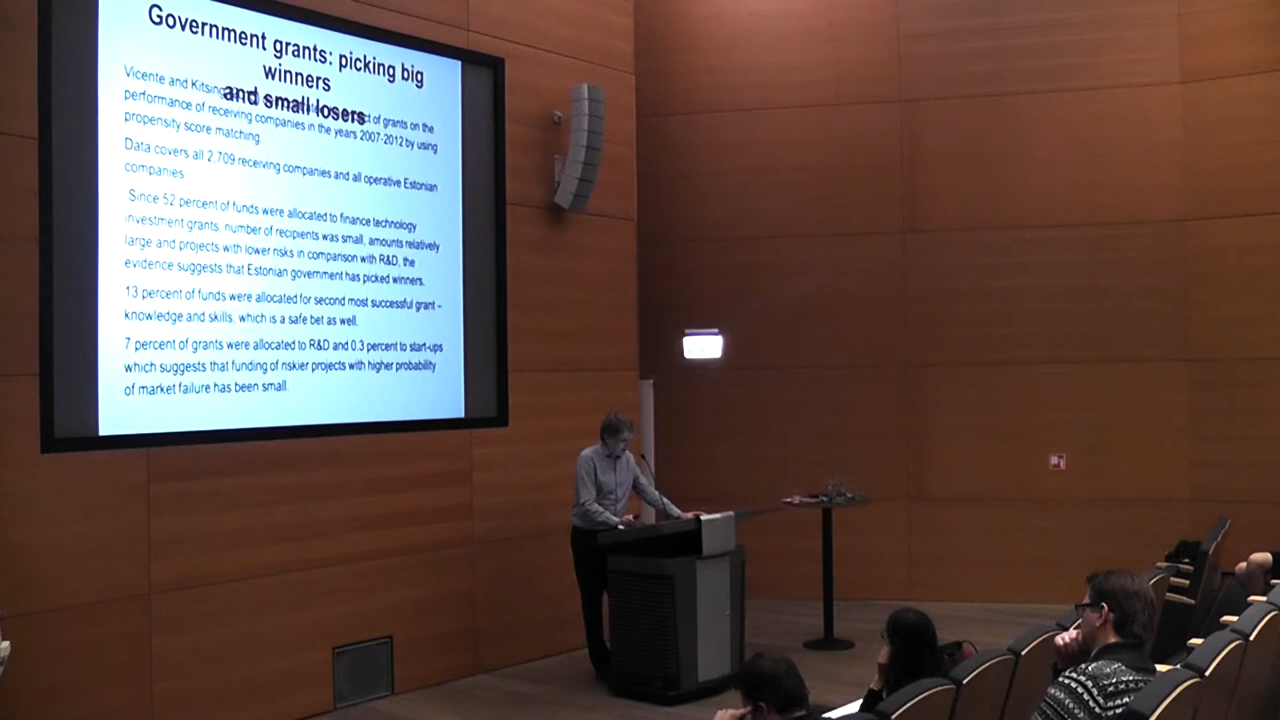 Government grants: picking big
winners
and small losers
Vicente and Kitsing of grants on the
performance of receiving companies in the years 2007-2012 by using
propensity score matching
Data covers all 2,709 receiving companies and all operative Estonian
companies
Since 52 percent of funds were allocated to finance technology
investment grants, number of recipients was small, amounts relatively
large and projects with lower risks in comparison with R&D, the
evidence suggests that Estonian government has picked winners.
13 percent of funds were allocated for second most successful grant –
knowledge and skills, which is a safe bet as well.
7 percent of grants were allocated to R&D and 0.3 percent to start-ups
which suggests that funding of riskier projects with higher probability
of market failure has been small.